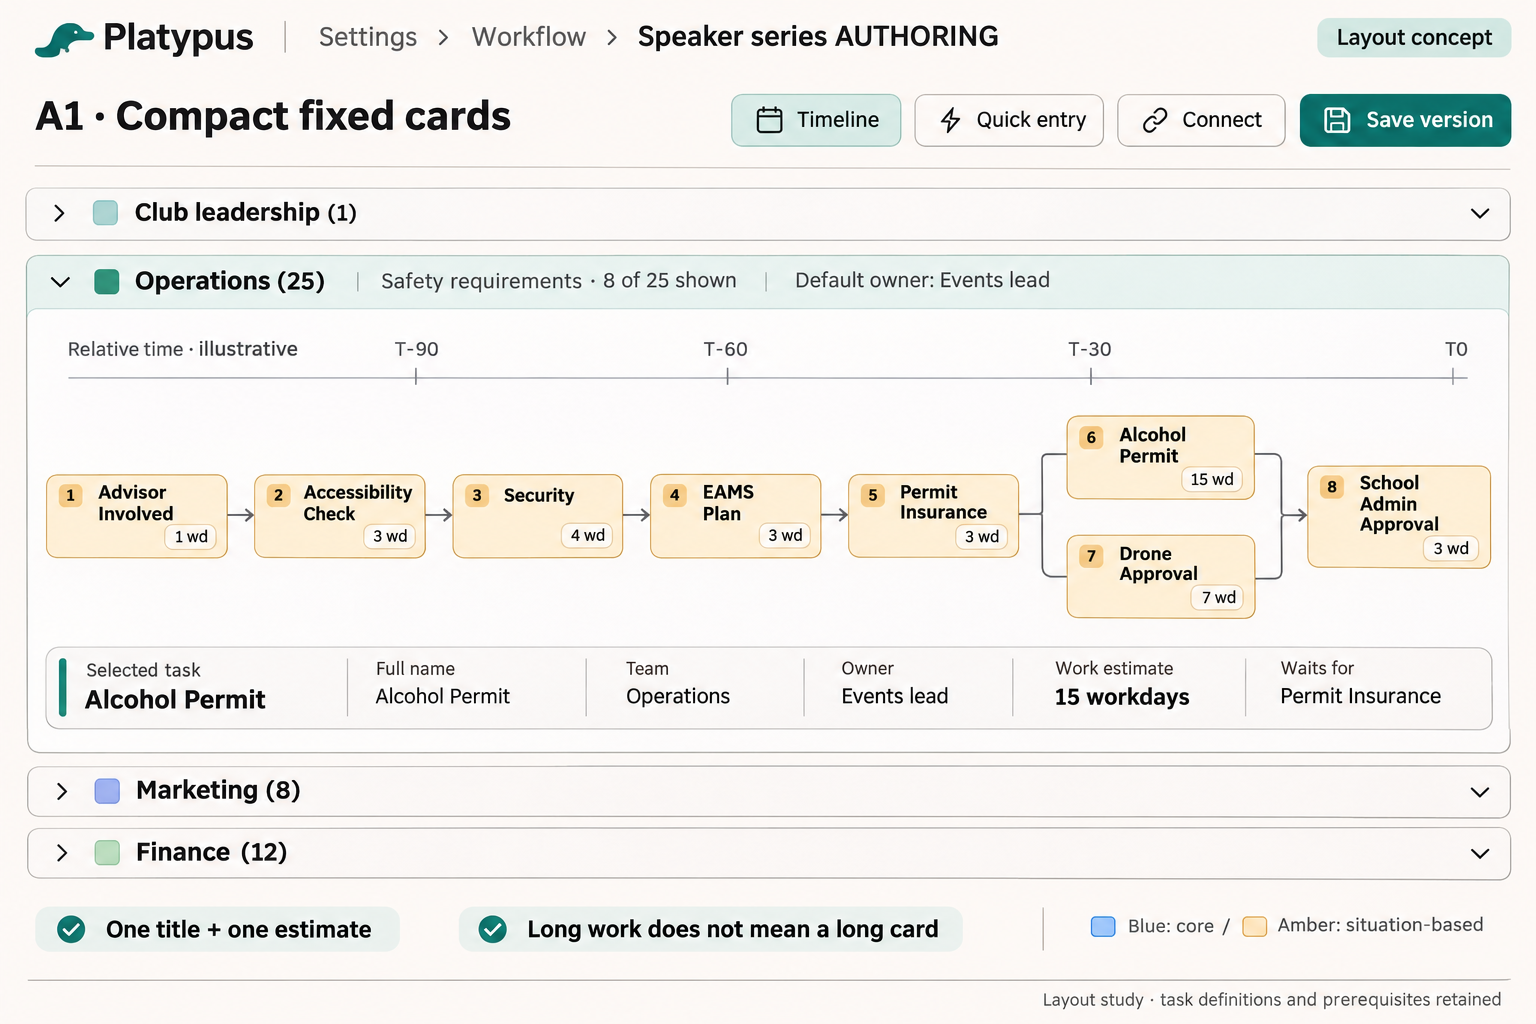 Platypus
Settings > Workflow > Speaker series AUTHORING
Layout concept
A1 · Compact fixed cards
Timeline
Quick entry
Connect
Save version
Club leadership (1)
Operations (25)
Safety requirements · 8 of 25 shown
Default owner: Events lead
Relative time · illustrative
T-90
T-60
T-30
T0
1
Advisor
Involved
1 wd
2
Accessibility
Check
3 wd
3
Security
4 wd
4
EAMS
Plan
3 wd
5
Permit
Insurance
3 wd
6
Alcohol
Permit
15 wd
7
Drone
Approval
7 wd
8
School
Admin
Approval
3 wd
Selected task
Alcohol Permit
Full name
Alcohol Permit
Team
Operations
Owner
Events lead
Work estimate
15 workdays
Waits for
Permit Insurance
Marketing (8)
Finance (12)
One title + one estimate
Long work does not mean a long card
Blue: core / Amber: situation-based
Layout study · task definitions and prerequisites retained